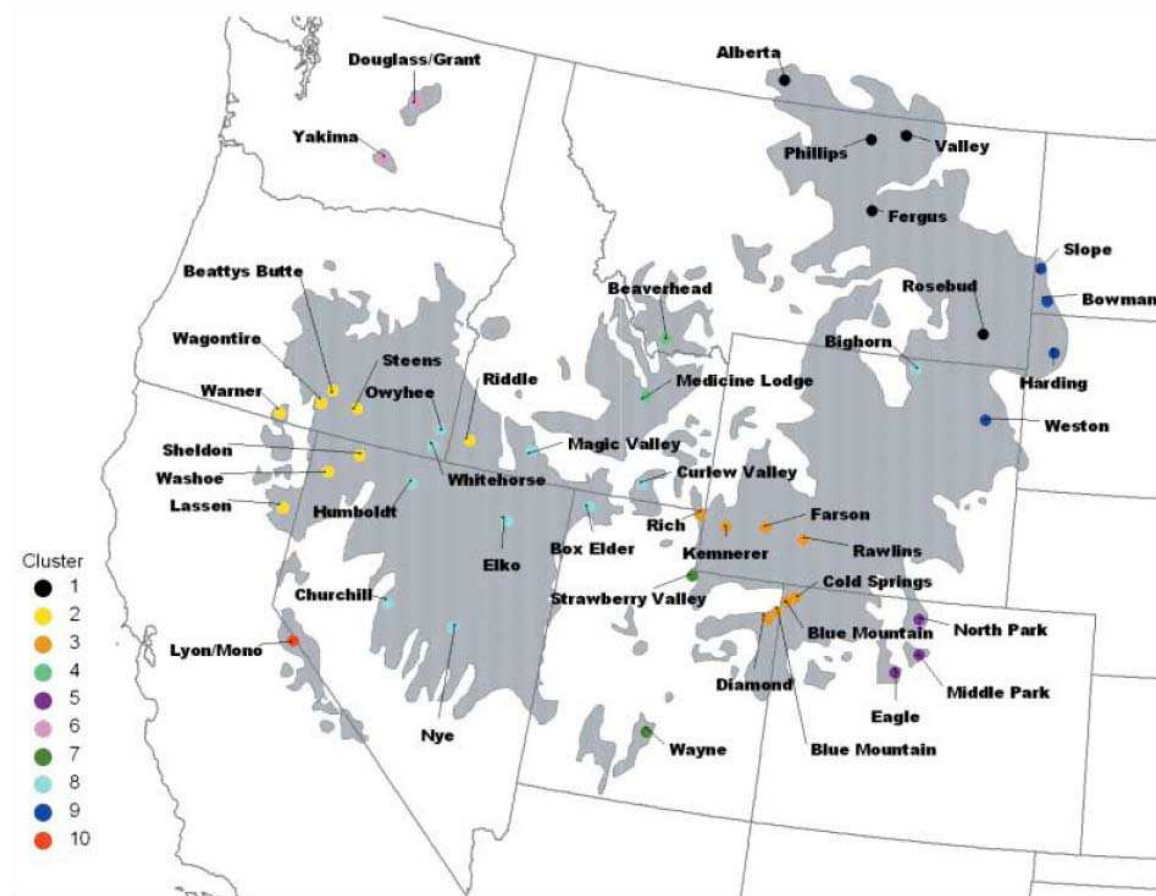 Alberta
Douglass/Grant
Yakima
Phillips
Valley
Fergus
Slope
Beattys Butte
Beaverhead
Rosebud
Bowman
Wagontire
Steens
Bighorn
Warner
Owyhee
Riddle
Medicine Lodge
Harding
Weston
Sheldon
Magic Valley
Washoe
Whitehorse
Curlew Valley
Lassen
Humboldt
Rich
Farson
Box Elder
Kemnerer
Rawlins
Elko
Cold Springs
Churchill
Strawberry Valley
Blue Mountain
North Park
Lyon/Mono
Diamond
Middle Park
Eagle
Nye
Wayne
Blue Mountain
Cluster
1
2
3
4
5
6
7
8
9
10